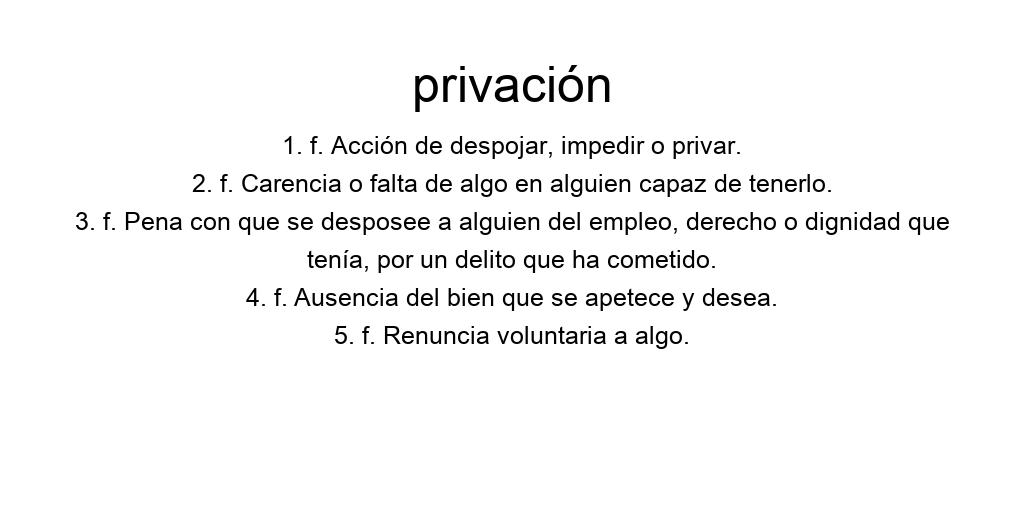 privación
1. f. Acción de despojar, impedir o privar.
2. f. Carencia o falta de algo en alguien capaz de tenerlo.
3. f. Pena con que se desposee a alguien del empleo, derecho o dignidad que
tenía, por un delito que ha cometido.
4. f. Ausencia del bien que se apetece y desea.
5. f. Renuncia voluntaria a algo.